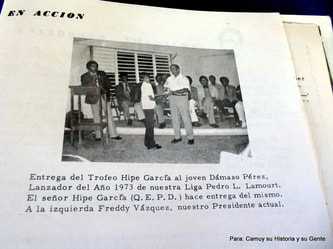 EN ACCION
Entrega del Trofeo Hipe García al joven Dámaso Pérez,
Lanzador del Año 1973 de nuestra Liga Pedro L. Lamourt.
El señor Hipe García (Q.E.P.D.) hace entrega del mismo.
A la izquierda Freddy Vázquez, nuestro Presidente actual.
Para: Camuy su Historia y su Gente